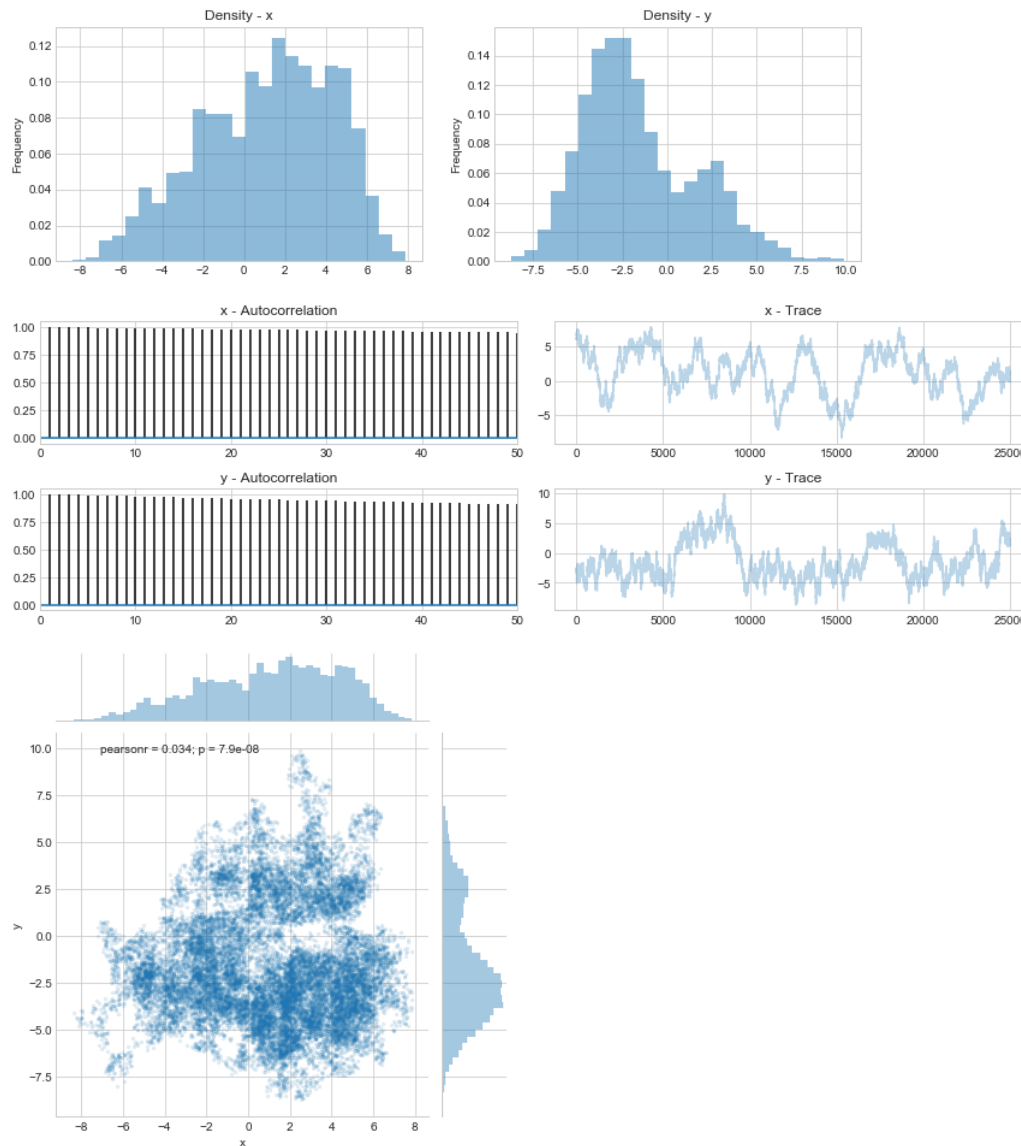 Density - x
Frequency
0.12
0.10
0.08
0.06
0.04
0.02
0.00
−8 −6 −4 −2 0 2 4 6 8
Density - y
Frequency
0.14
0.12
0.10
0.08
0.06
0.04
0.02
0.00
−7.5 −5.0 −2.5 0.0 2.5 5.0 7.5 10.0
x - Autocorrelation
1.00
0.75
0.50
0.25
0.00
0 10 20 30 40 50
x - Trace
5
0
−5
0 5000 10000 15000 20000 25000
y - Autocorrelation
1.00
0.75
0.50
0.25
0.00
0 10 20 30 40 50
y - Trace
10
5
0
−5
0 5000 10000 15000 20000 25000
pearsonr = 0.034; p = 7.9e-08
y
10.0
7.5
5.0
2.5
0.0
−2.5
−5.0
−7.5
−8 −6 −4 −2 0 2 4 6 8
x